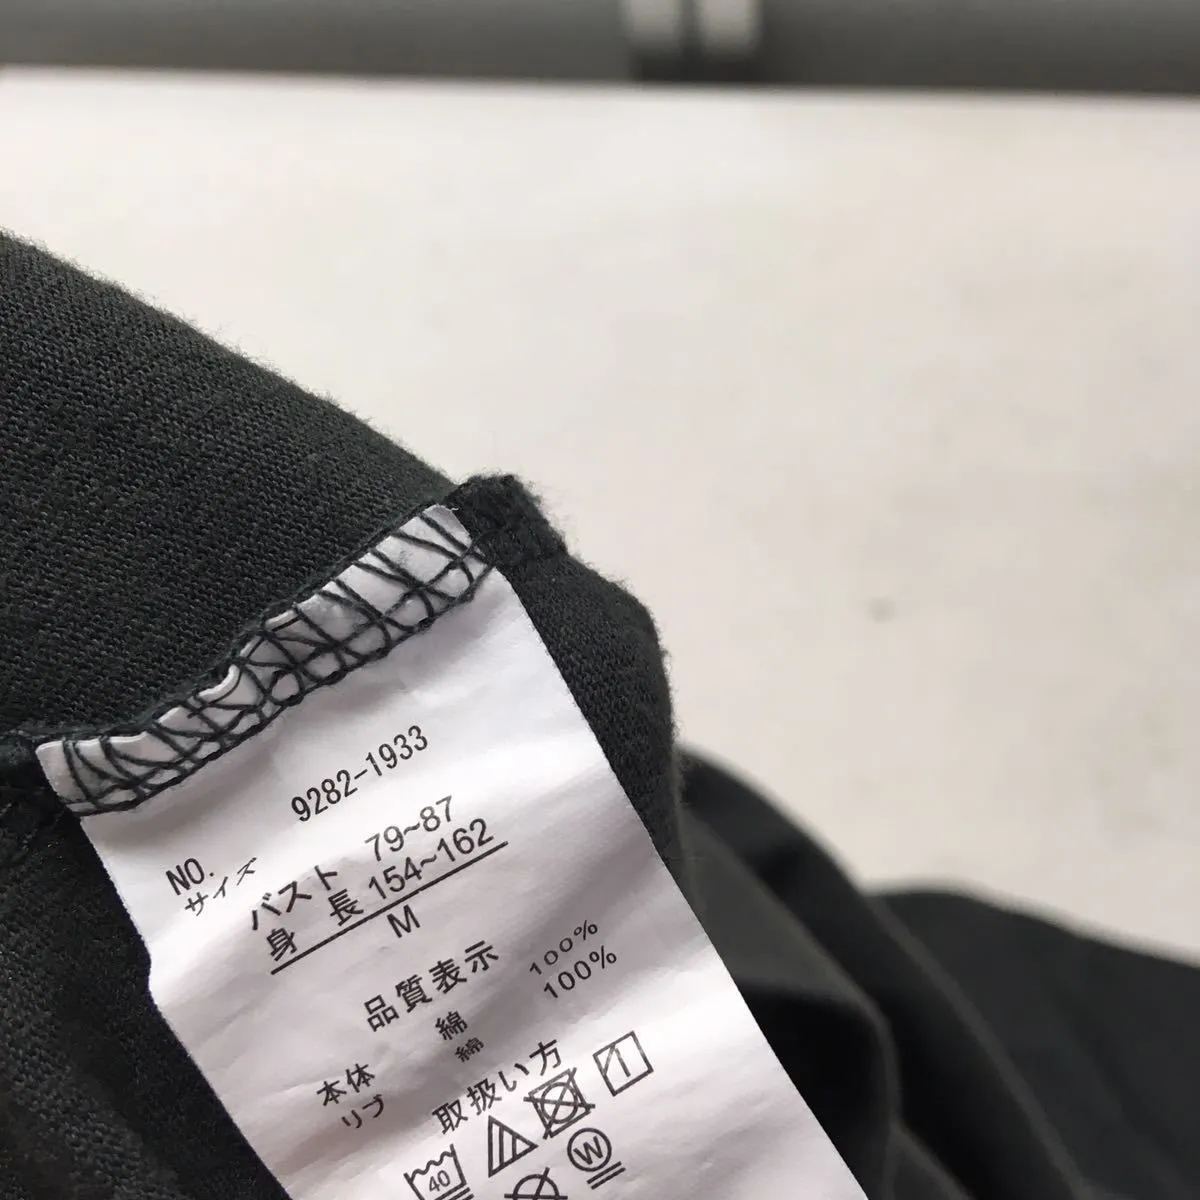 NO. 9282-1933
サイズ
バスト 79~87
身長 154~162
M
品質表示
本体 綿 100%
リブ 綿 100%
取扱い方
40
W